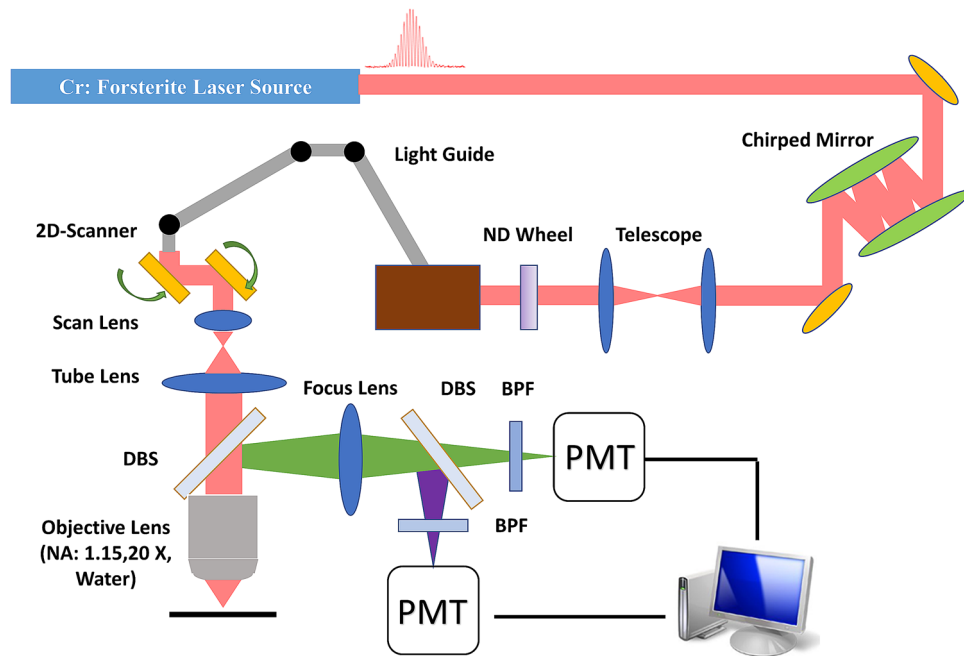 Cr: Forsterite Laser Source
Chirped Mirror
Light Guide
2D-Scanner
ND Wheel
Telescope
Scan Lens
Tube Lens
Focus Lens
DBS
BPF
PMT
DBS
BPF
Objective Lens
(NA: 1.15,20 X,
Water)
PMT